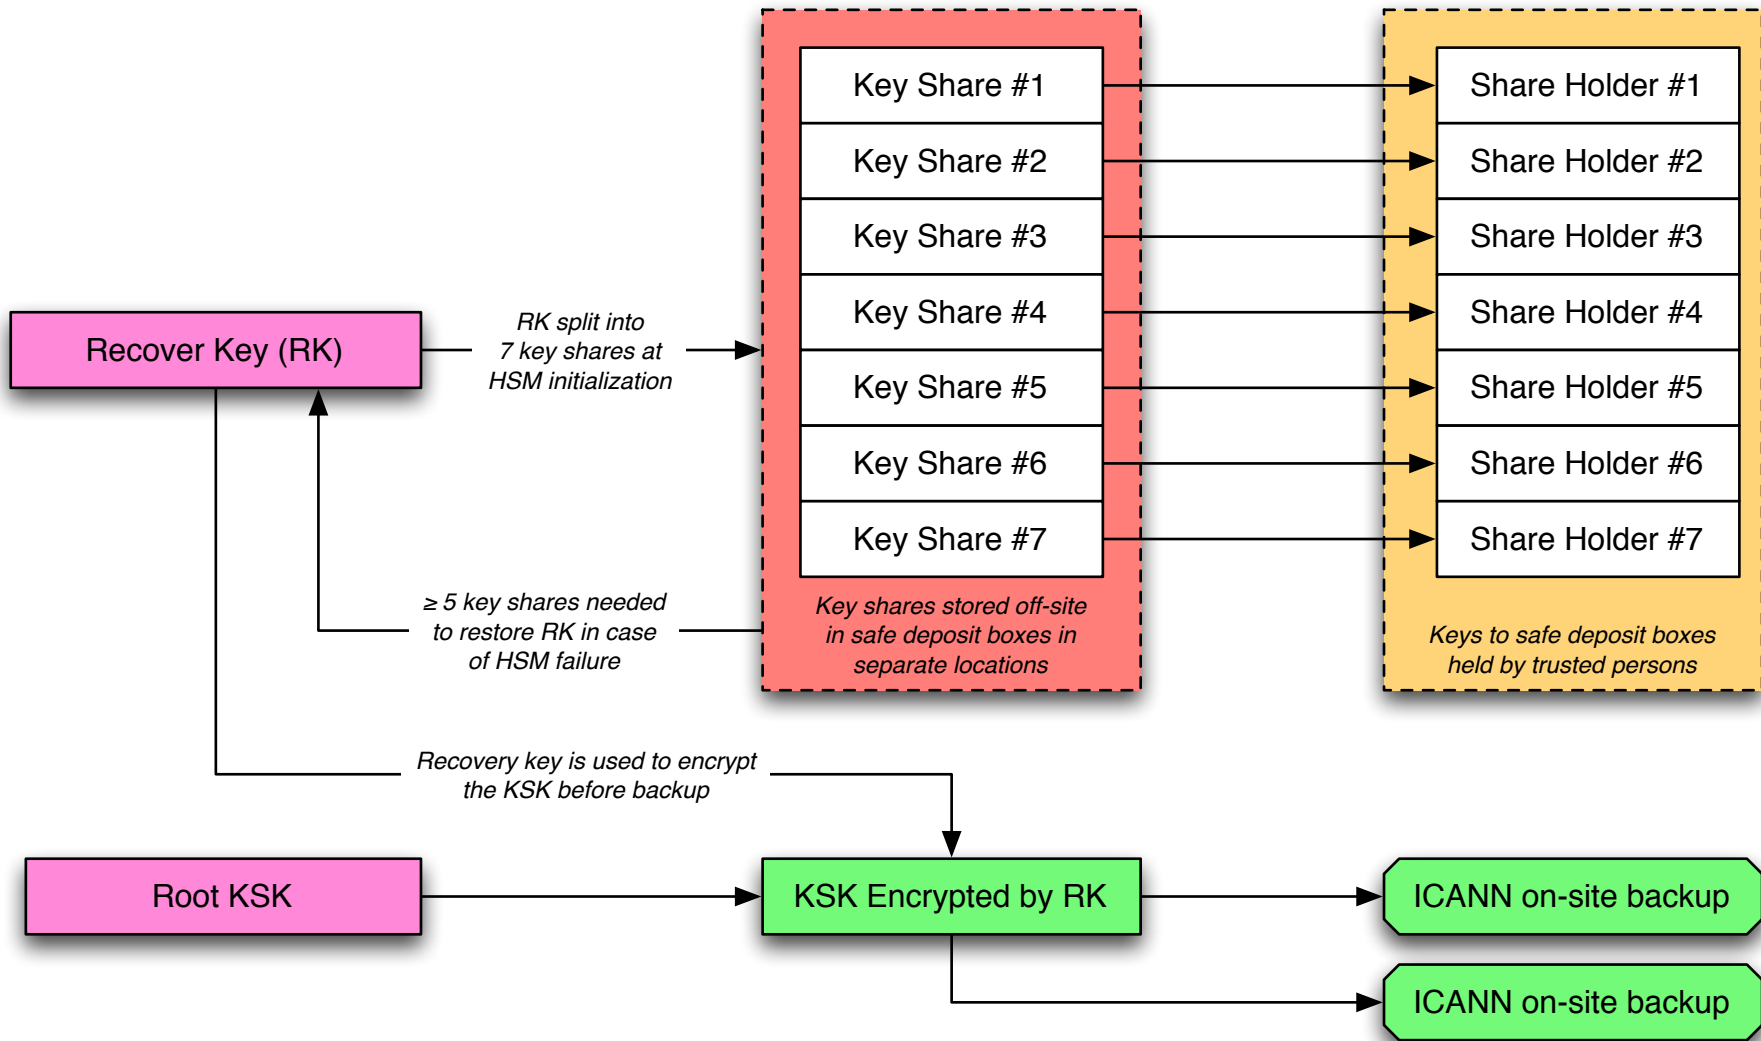 Key Share #1
Key Share #2
Key Share #3
Key Share #4
Key Share #5
Key Share #6
Key Share #7
Key shares stored off-site
in safe deposit boxes in
separate locations
Share Holder #1
Share Holder #2
Share Holder #3
Share Holder #4
Share Holder #5
Share Holder #6
Share Holder #7
Keys to safe deposit boxes
held by trusted persons
Recover Key (RK)
RK split into
7 key shares at
HSM initialization
≥ 5 key shares needed
to restore RK in case
of HSM failure
Recovery key is used to encrypt
the KSK before backup
Root KSK
KSK Encrypted by RK
ICANN on-site backup
ICANN on-site backup